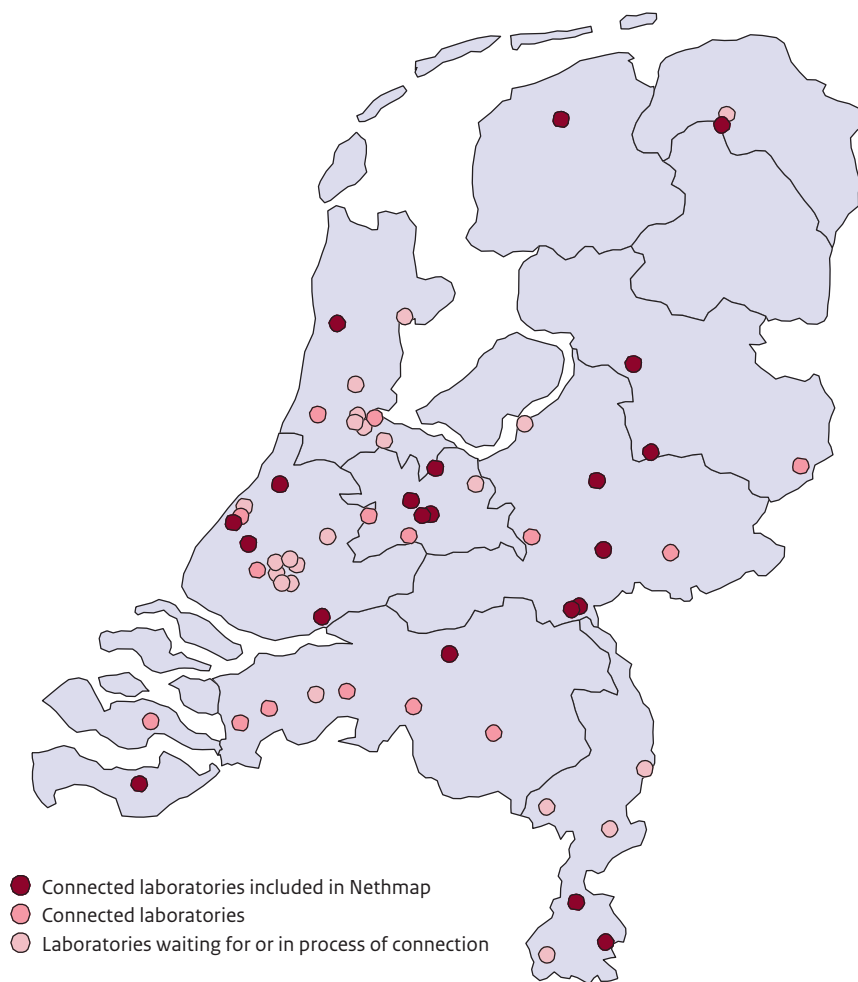 Connected laboratories included in Nethmap
Connected laboratories
Laboratories waiting for or in process of connection